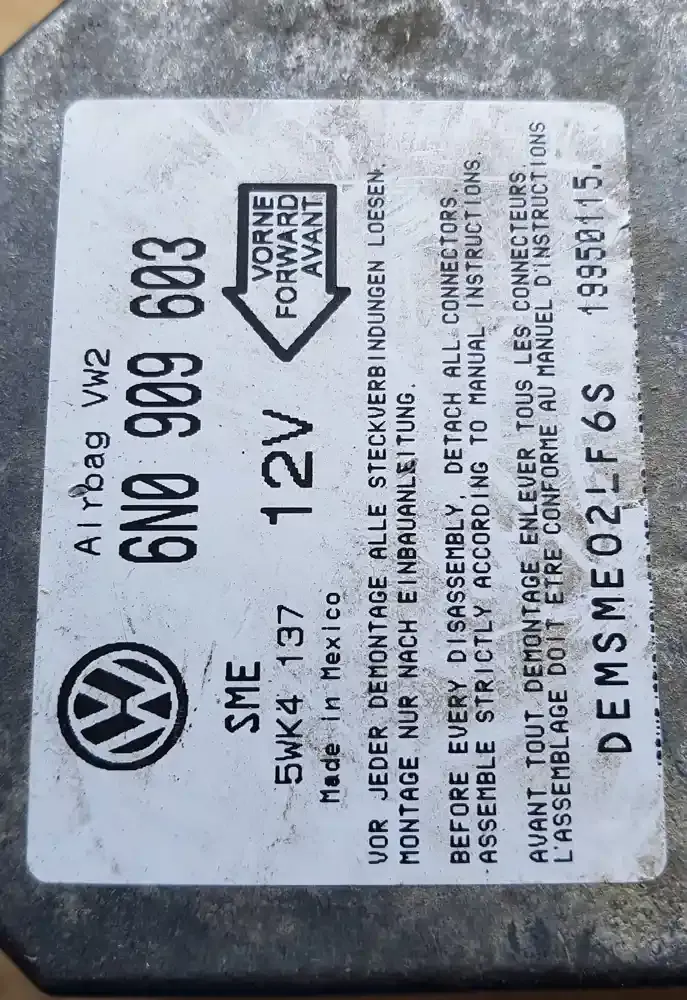 Airbag VW2
6N0 909 603
SME
12V
VORNE
FORWARD
AVANT
5WK4 137
Made in Mexico
VOR JEDER DEMONTAGE ALLE STECKVERBINDUNGEN LOESEN.
MONTAGE NUR NACH EINBAUANLEITUNG.
BEFORE EVERY DISASSEMBLY, DETACH ALL CONNECTORS.
ASSEMBLE STRICTLY ACCORDING TO MANUAL INSTRUCTIONS.
AVANT TOUT DEMONTAGE ENLEVER TOUS LES CONNECTEURS.
L'ASSEMBLAGE DOIT ETRE CONFORME AU MANUEL D'INSTRUCTIONS
DEMSME02LF6S 19950115.